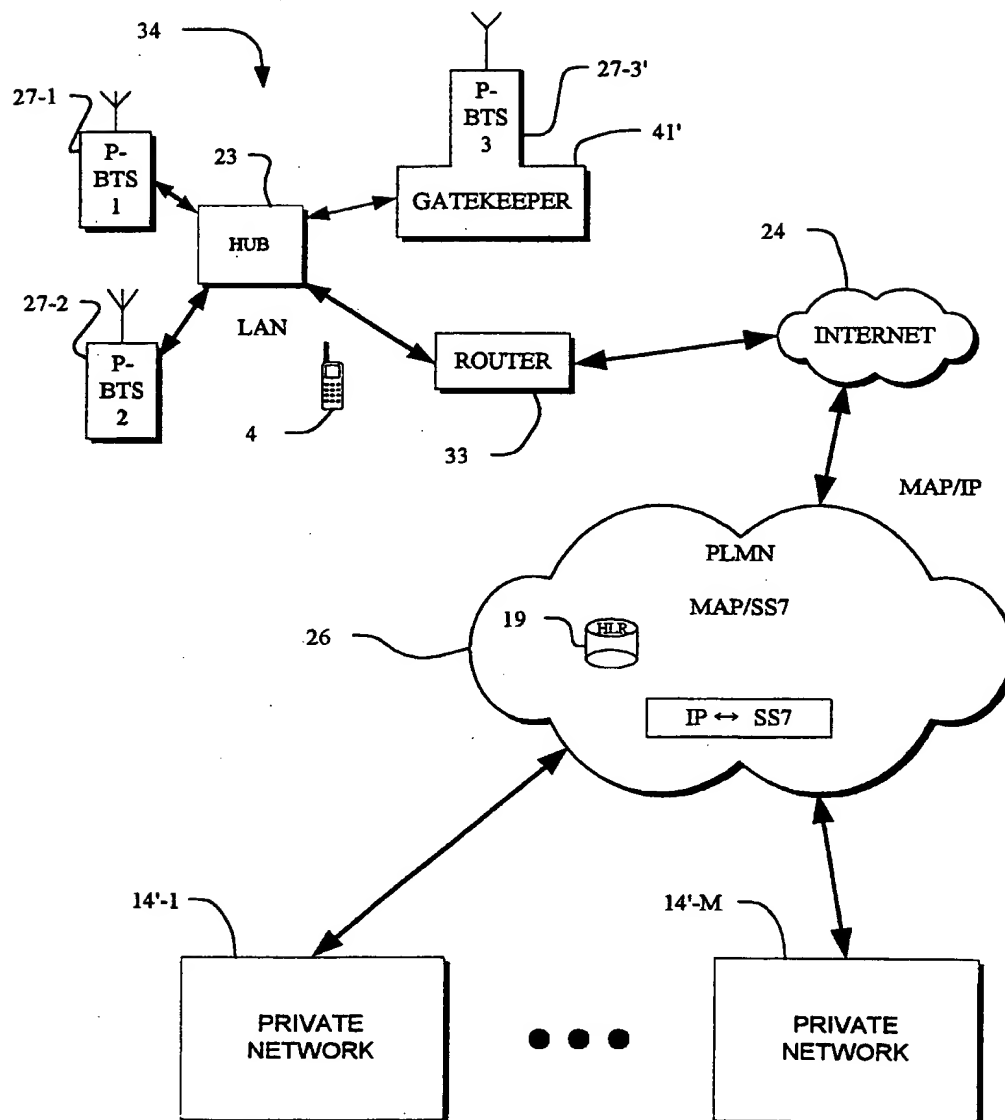 34
27-1
P-
BTS
1
23
HUB
P-
BTS
3
27-3'
41'
GATEKEEPER
27-2
P-
BTS
2
LAN
4
ROUTER
33
24
INTERNET
MAP/IP
PLMN
MAP/SS7
19
HLR
26
IP ↔ SS7
14'-1
PRIVATE
NETWORK
14'-M
PRIVATE
NETWORK